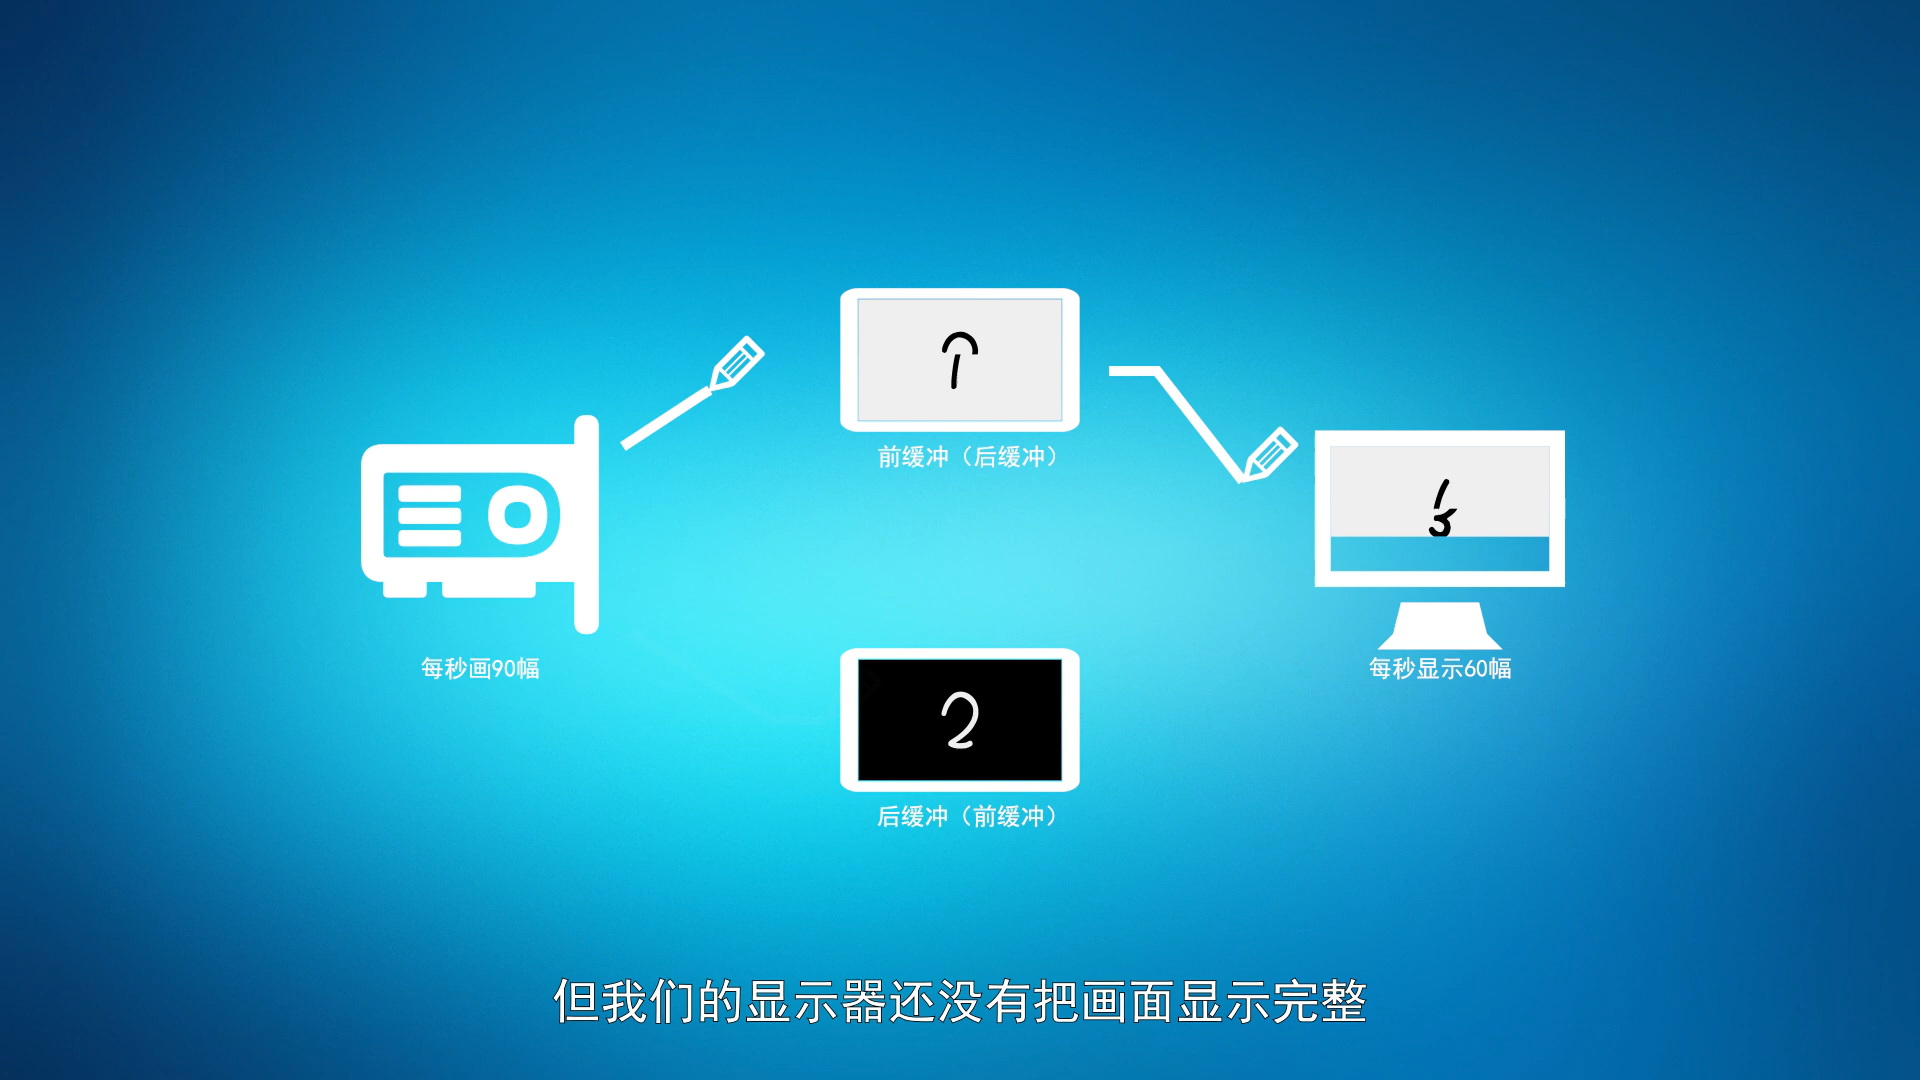 前缓冲（后缓冲）
每秒画90幅
每秒显示60幅
2
后缓冲（前缓冲）
但我们的显示器还没有把画面显示完整